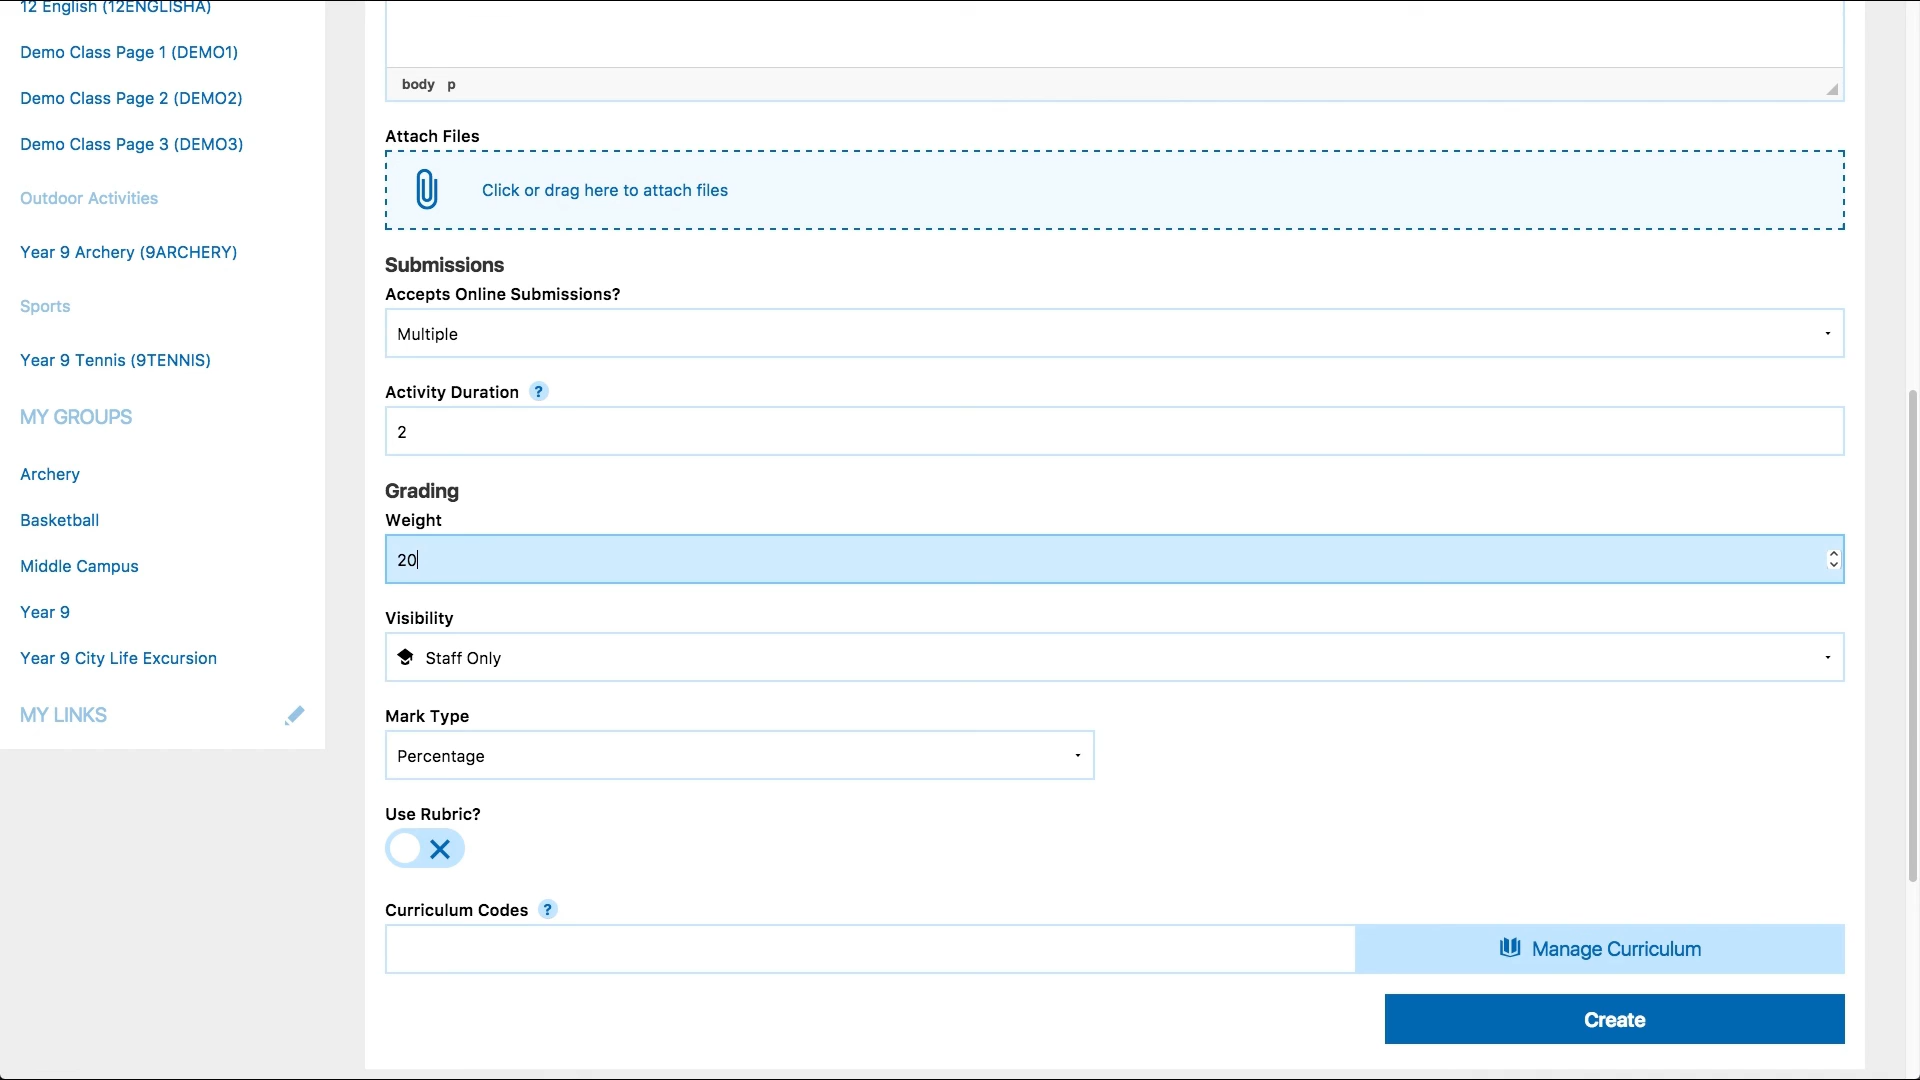 12 English (12ENGLISHA)
Demo Class Page 1 (DEMO1)
Demo Class Page 2 (DEMO2)
Demo Class Page 3 (DEMO3)
Outdoor Activities
Year 9 Archery (9ARCHERY)
Sports
Year 9 Tennis (9TENNIS)
MY GROUPS
Archery
Basketball
Middle Campus
Year 9
Year 9 City Life Excursion
MY LINKS
body p
Attach Files
Click or drag here to attach files
Submissions
Accepts Online Submissions?
Multiple
Activity Duration ?
2
Grading
Weight
20
Visibility
Staff Only
Mark Type
Percentage
Use Rubric?
Curriculum Codes ?
Manage Curriculum
Create